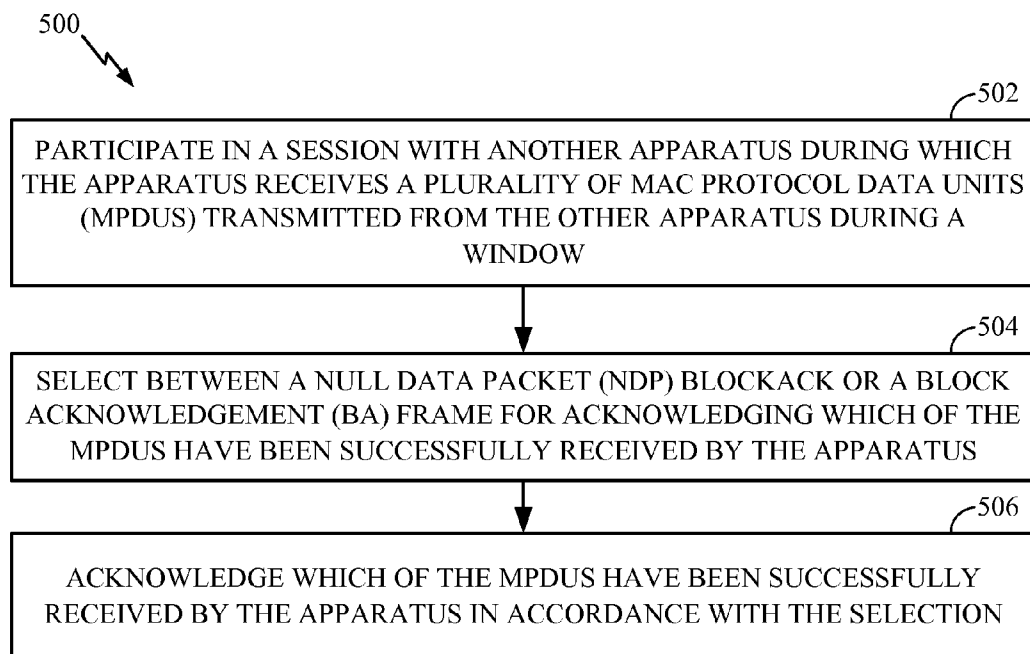 500
502
PARTICIPATE IN A SESSION WITH ANOTHER APPARATUS DURING WHICH
THE APPARATUS RECEIVES A PLURALITY OF MAC PROTOCOL DATA UNITS
(MPDUS) TRANSMITTED FROM THE OTHER APPARATUS DURING A
WINDOW
504
SELECT BETWEEN A NULL DATA PACKET (NDP) BLOCKACK OR A BLOCK
ACKNOWLEDGEMENT (BA) FRAME FOR ACKNOWLEDGING WHICH OF THE
MPDUS HAVE BEEN SUCCESSFULLY RECEIVED BY THE APPARATUS
506
ACKNOWLEDGE WHICH OF THE MPDUS HAVE BEEN SUCCESSFULLY
RECEIVED BY THE APPARATUS IN ACCORDANCE WITH THE SELECTION